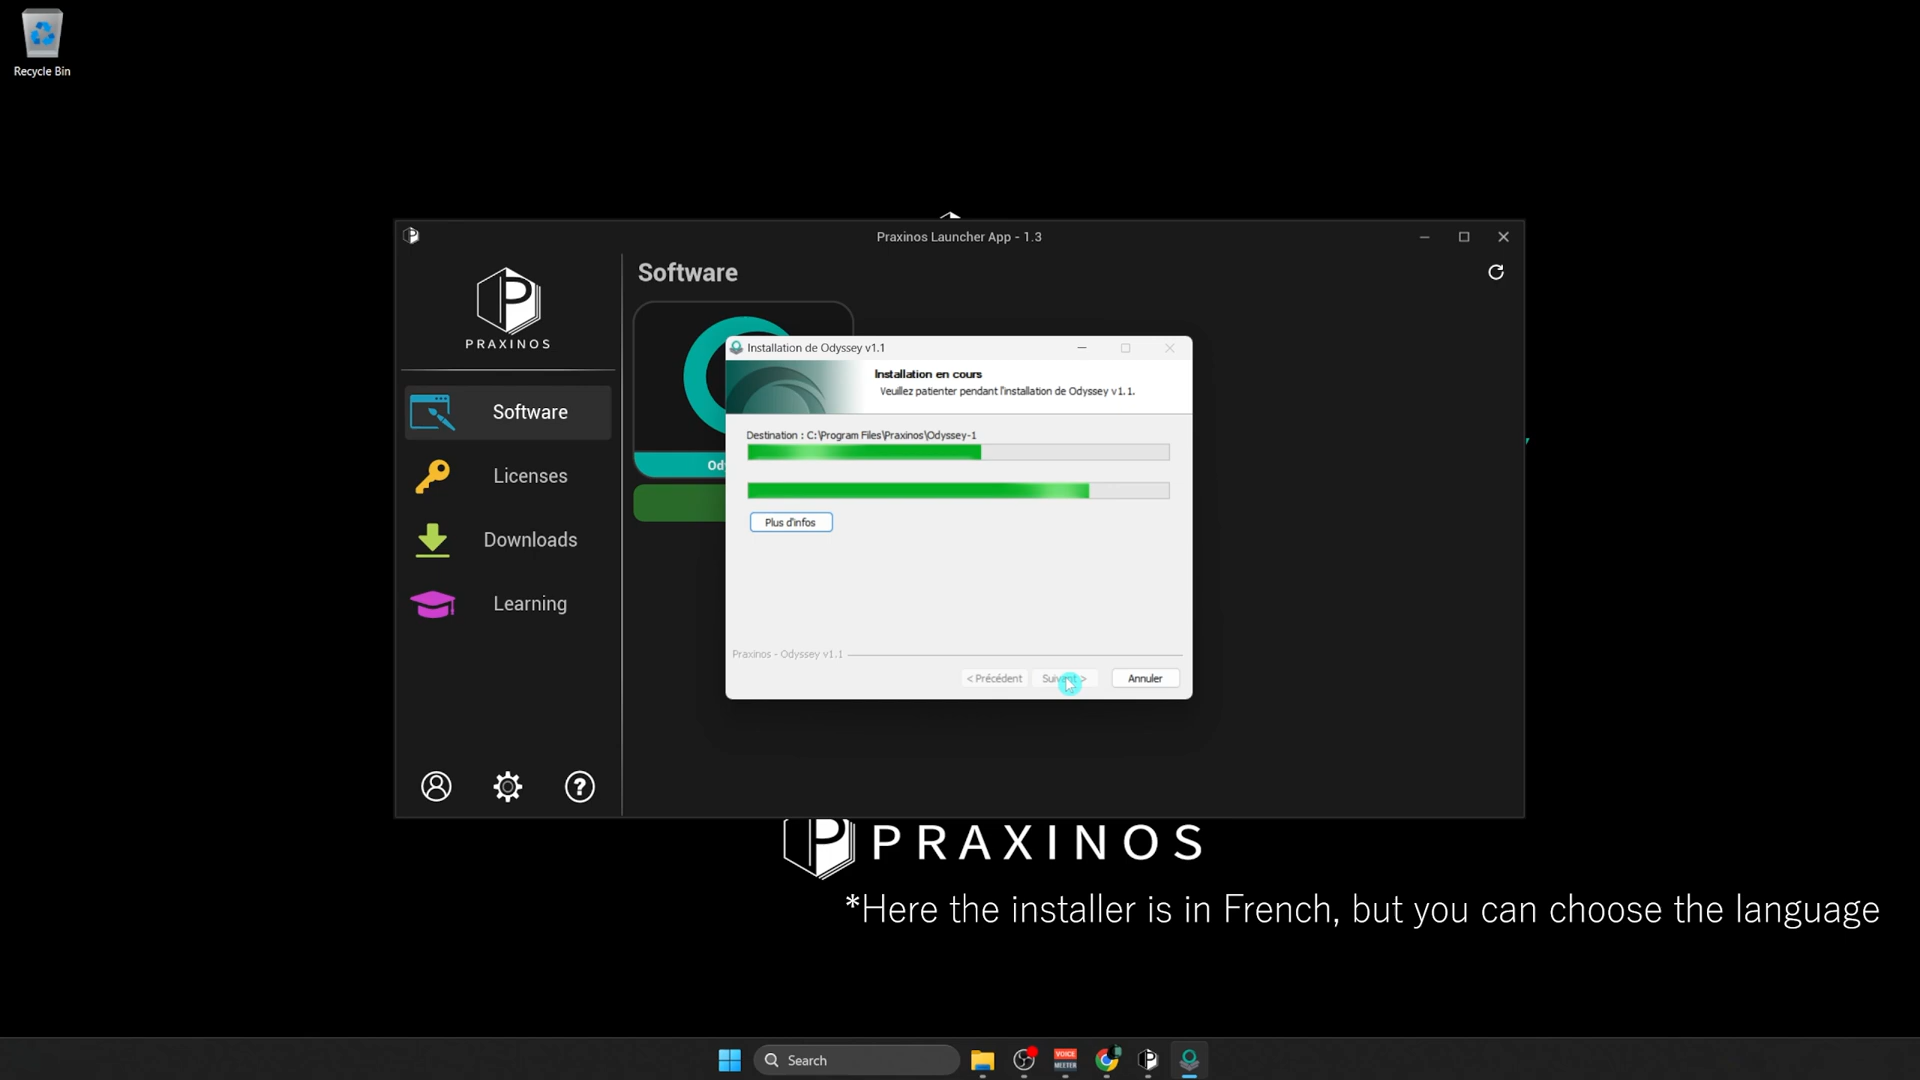 Recycle Bin
Praxinos Launcher App - 1.3
PRAXINOS
Software
Licenses
Downloads
Learning
Software
Installation de Odyssey v1.1
Installation en cours
Veuillez patienter pendant l'installation de Odyssey v1.1.
Destination : C:\Program Files\Praxinos\Odyssey-1
Plus d'infos
Praxinos - Odyssey v1.1
< Précédent
Annuler
PRAXINOS
*Here the installer is in French, but you can choose the language
Search
VOICE
MEETER